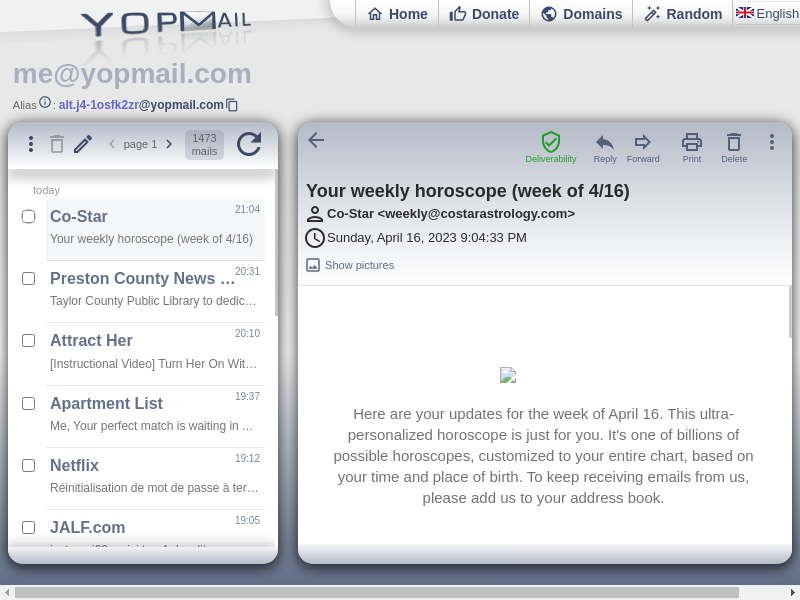 YOPMail
Home
Donate
Domains
Random
English
me@yopmail.com
Alias : alt.j4-1osfk2zr@yopmail.com
page 1
1473
mails
today
Co-Star
21:04
Your weekly horoscope (week of 4/16)
Preston County News …
20:31
Taylor County Public Library to dedic…
Attract Her
20:10
[Instructional Video] Turn Her On Wit…
Apartment List
19:37
Me, Your perfect match is waiting in …
Netflix
19:12
Réinitialisation de mot de passe à ter…
JALF.com
19:05
Deliverability
Reply
Forward
Print
Delete
Your weekly horoscope (week of 4/16)
Co-Star <weekly@costarastrology.com>
Sunday, April 16, 2023 9:04:33 PM
Show pictures
Here are your updates for the week of April 16. This ultra-
personalized horoscope is just for you. It's one of billions of
possible horoscopes, customized to your entire chart, based on
your time and place of birth. To keep receiving emails from us,
please add us to your address book.